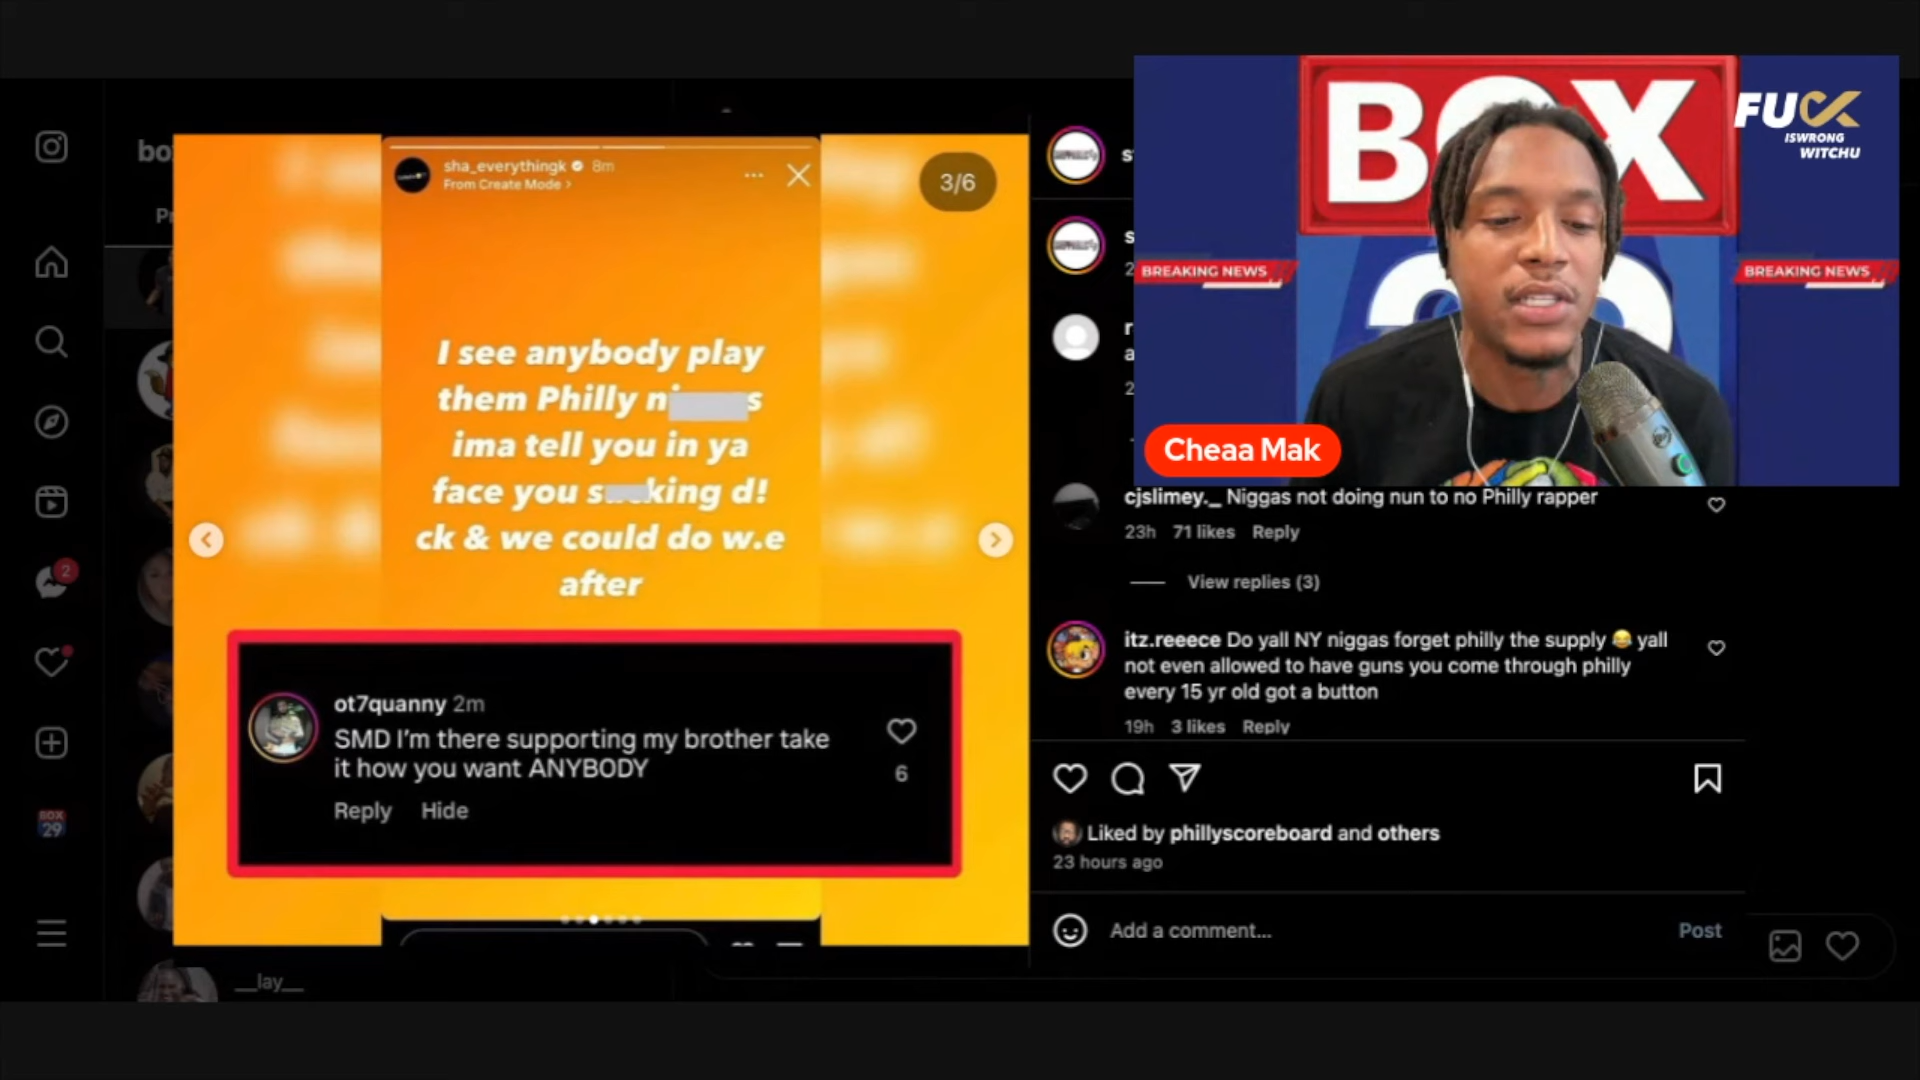 bo
P
sha_everythingk 8m
From Create Mode >
3/6
I see anybody play
them Philly n s
ima tell you in ya
face you s king d!
ck & we could do w.e
after
ot7quanny 2m
SMD I'm there supporting my brother take
it how you want ANYBODY
6
Reply Hide
2
BOX
29
__lay__
BOX
FUCK
ISWRONG
WITCHU
BREAKING NEWS
BREAKING NEWS
Cheaa Mak
cjslimey._ Niggas not doing nun to no Philly rapper
23h 71 likes Reply
View replies (3)
itz.reeece Do yall NY niggas forget philly the supply 😂 yall
not even allowed to have guns you come through philly
every 15 yr old got a button
19h 3 likes Reply
Liked by phillyscoreboard and others
23 hours ago
Add a comment...
Post